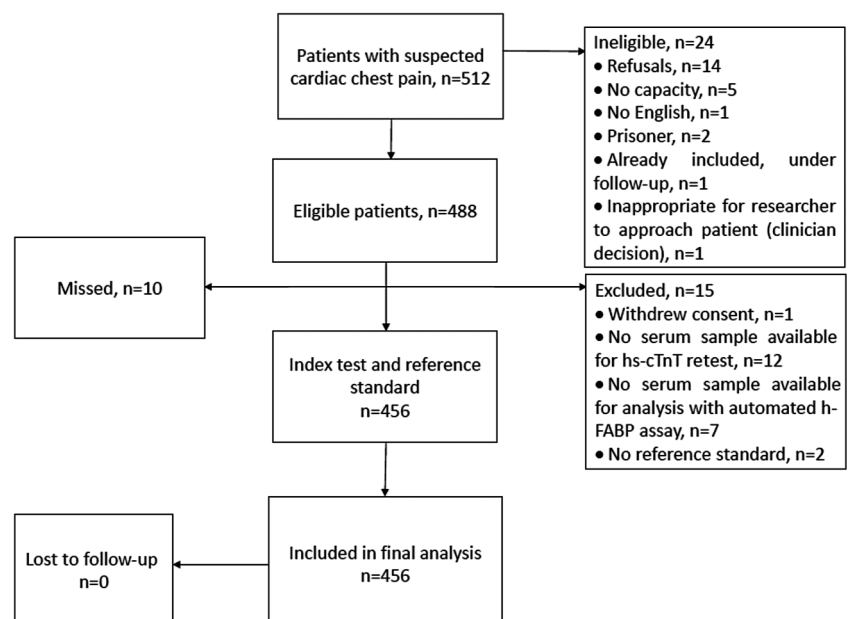 Patients with suspected
cardiac chest pain, n=512
Ineligible, n=24
• Refusals, n=14
• No capacity, n=5
• No English, n=1
• Prisoner, n=2
• Already included, under
follow-up, n=1
• Inappropriate for researcher
to approach patient (clinician
decision), n=1
Eligible patients, n=488
Missed, n=10
Excluded, n=15
• Withdrew consent, n=1
• No serum sample available
for hs-cTnT retest, n=12
• No serum sample available
for analysis with automated h-
FABP assay, n=7
• No reference standard, n=2
Index test and reference
standard
n=456
Included in final analysis
n=456
Lost to follow-up
n=0